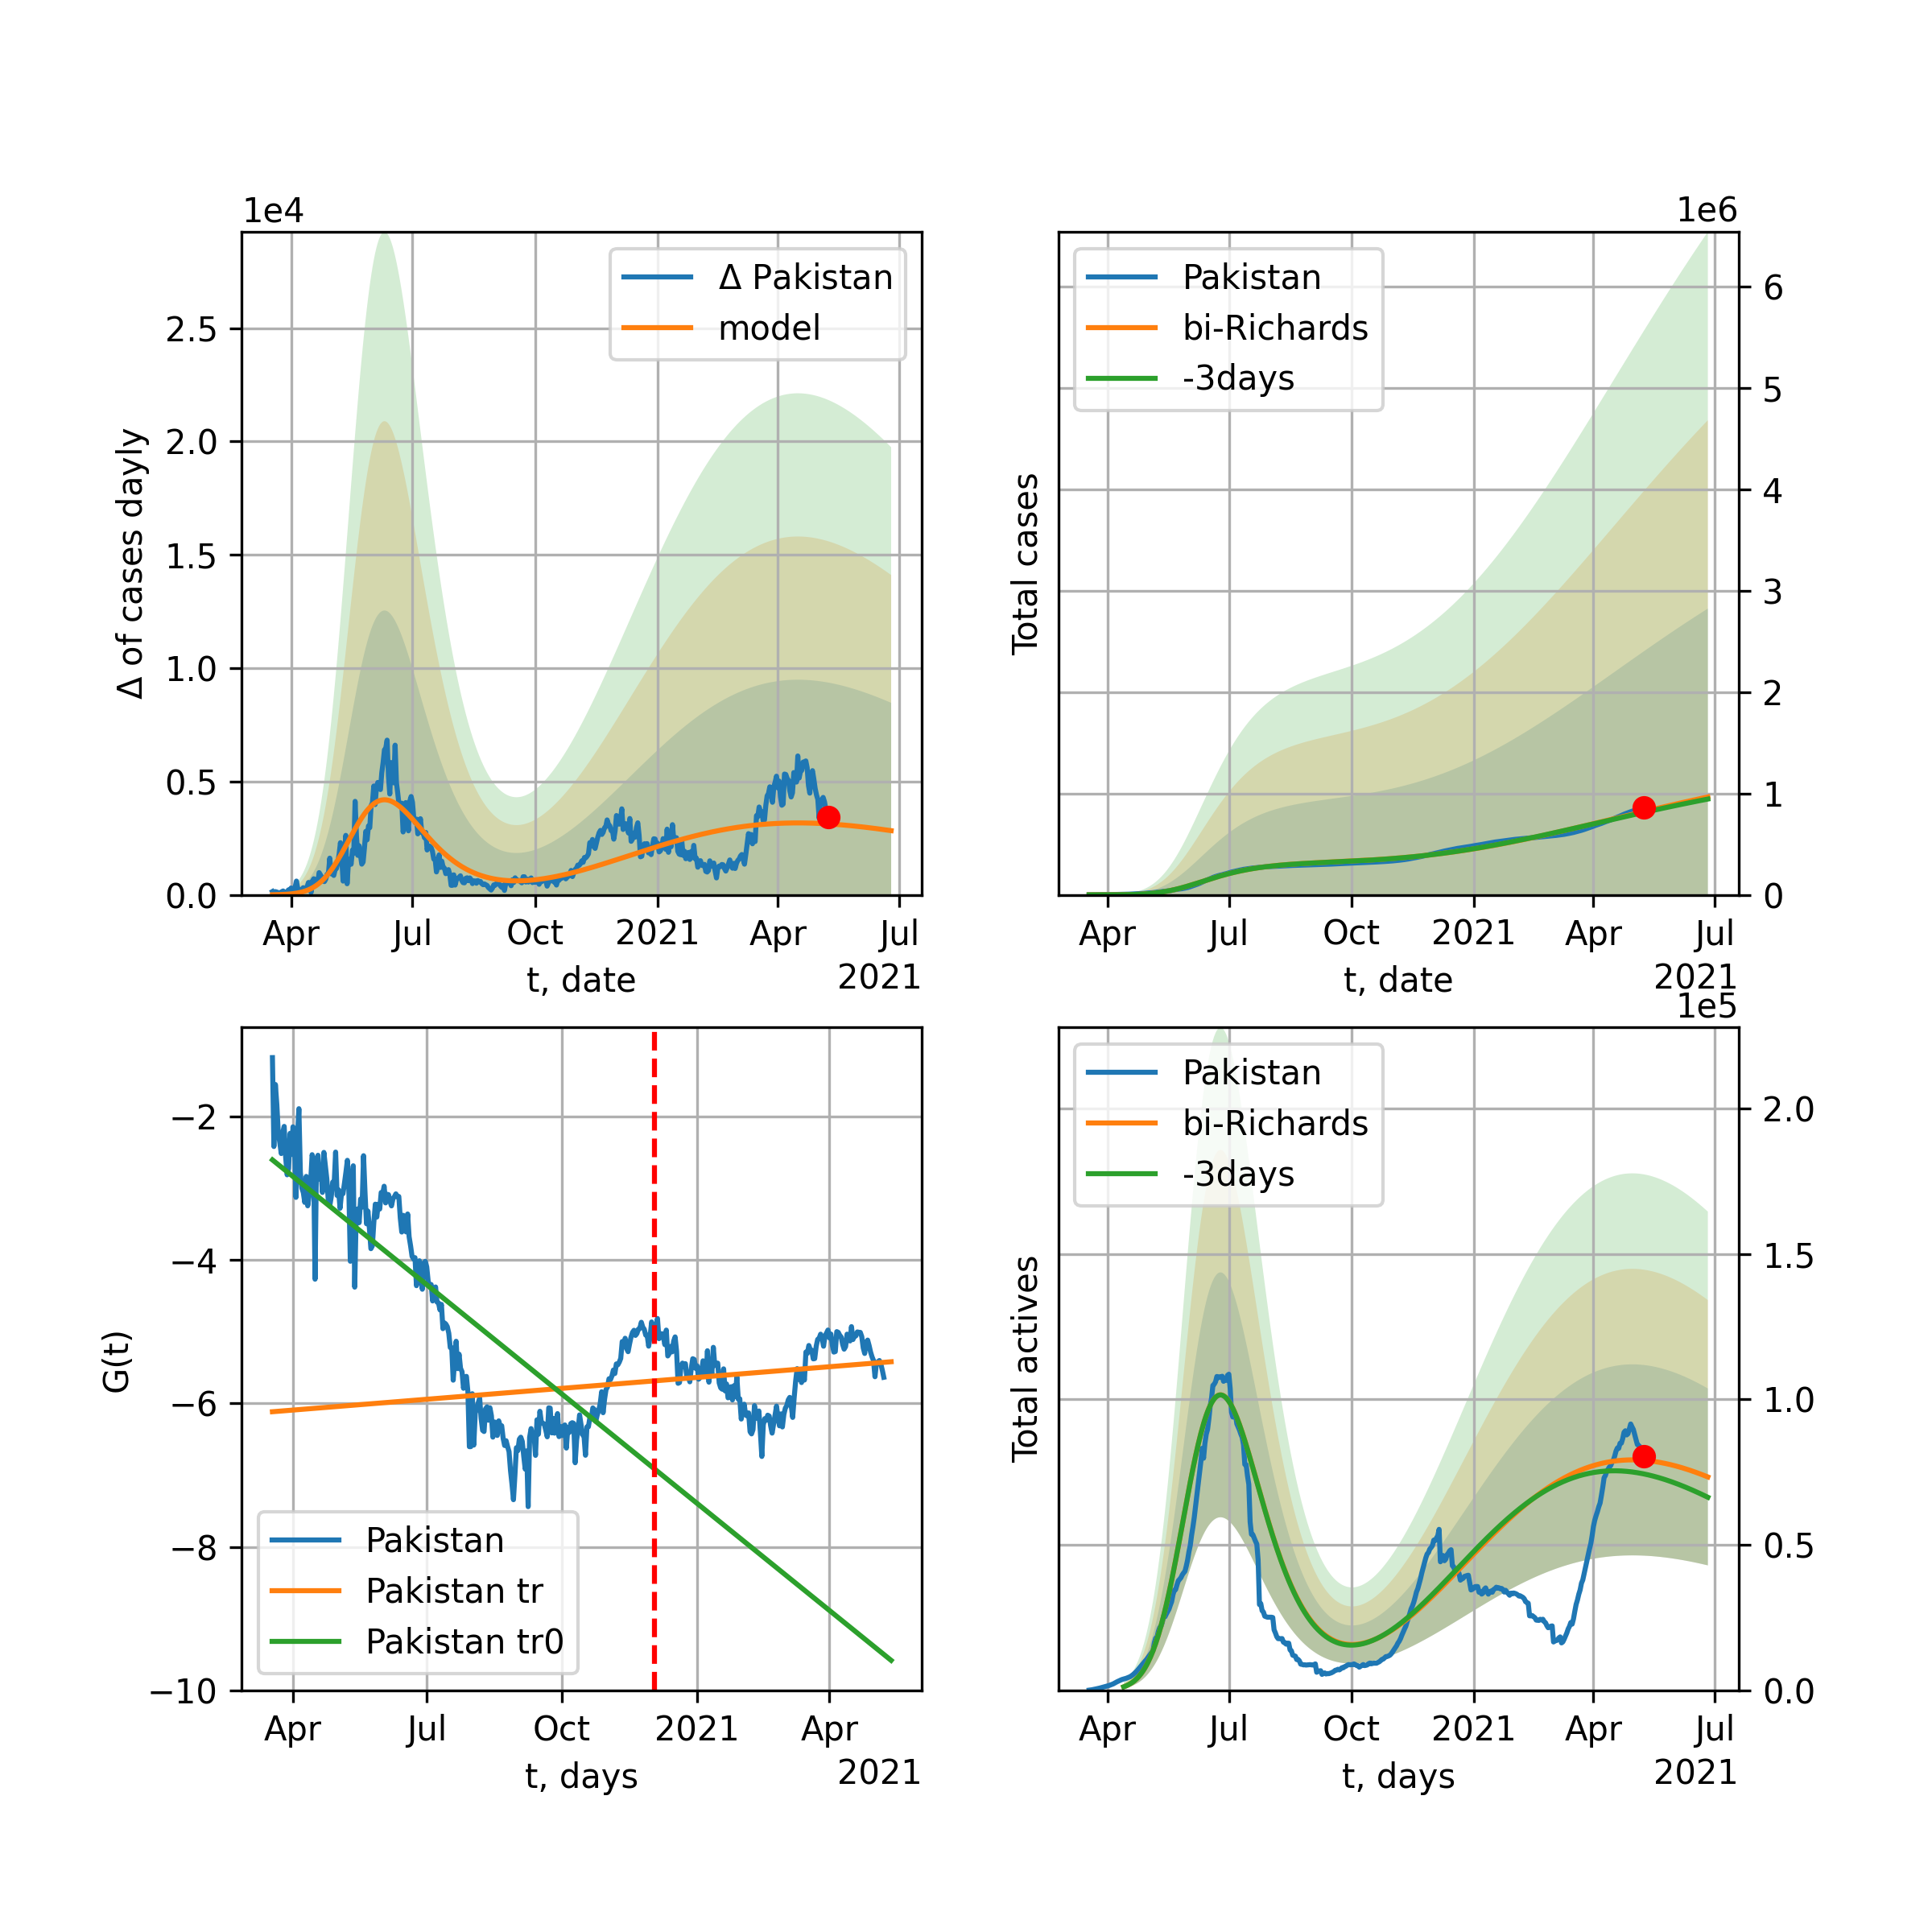 1e4
Δ of cases dayly
2.5
2.0
1.5
1.0
0.5
0.0
Δ Pakistan
model
Apr Jul Oct 2021 Apr Jul
t, date
2021
1e6
Total cases
Pakistan
bi-Richards
-3days
6
5
4
3
2
1
0
Apr Jul Oct 2021 Apr Jul
t, date
2021
G(t)
−2
−4
−6
−8
−10
Pakistan
Pakistan tr
Pakistan tr0
Apr Jul Oct 2021 Apr
t, days
2021
1e5
Total actives
Pakistan
bi-Richards
-3days
2.0
1.5
1.0
0.5
0.0
Apr Jul Oct 2021 Apr Jul
t, days
2021